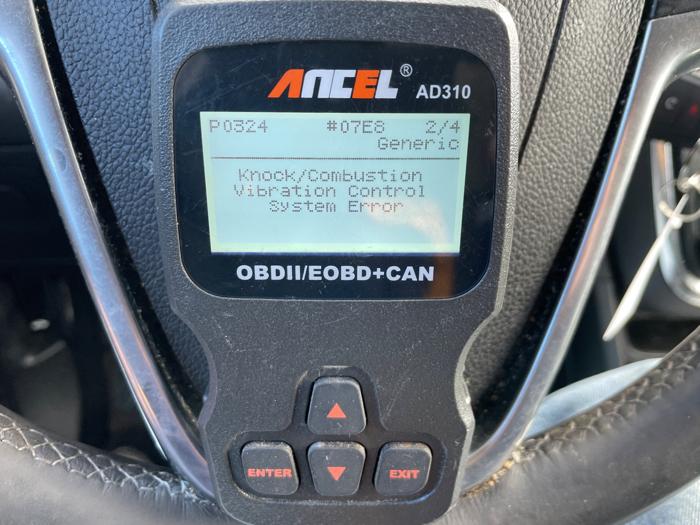 ANCEL® AD310
P0324 #07E8 2/4
Generic
Knock/Combustion
Vibration Control
System Error
OBDII/EOBD+CAN
ENTER EXIT